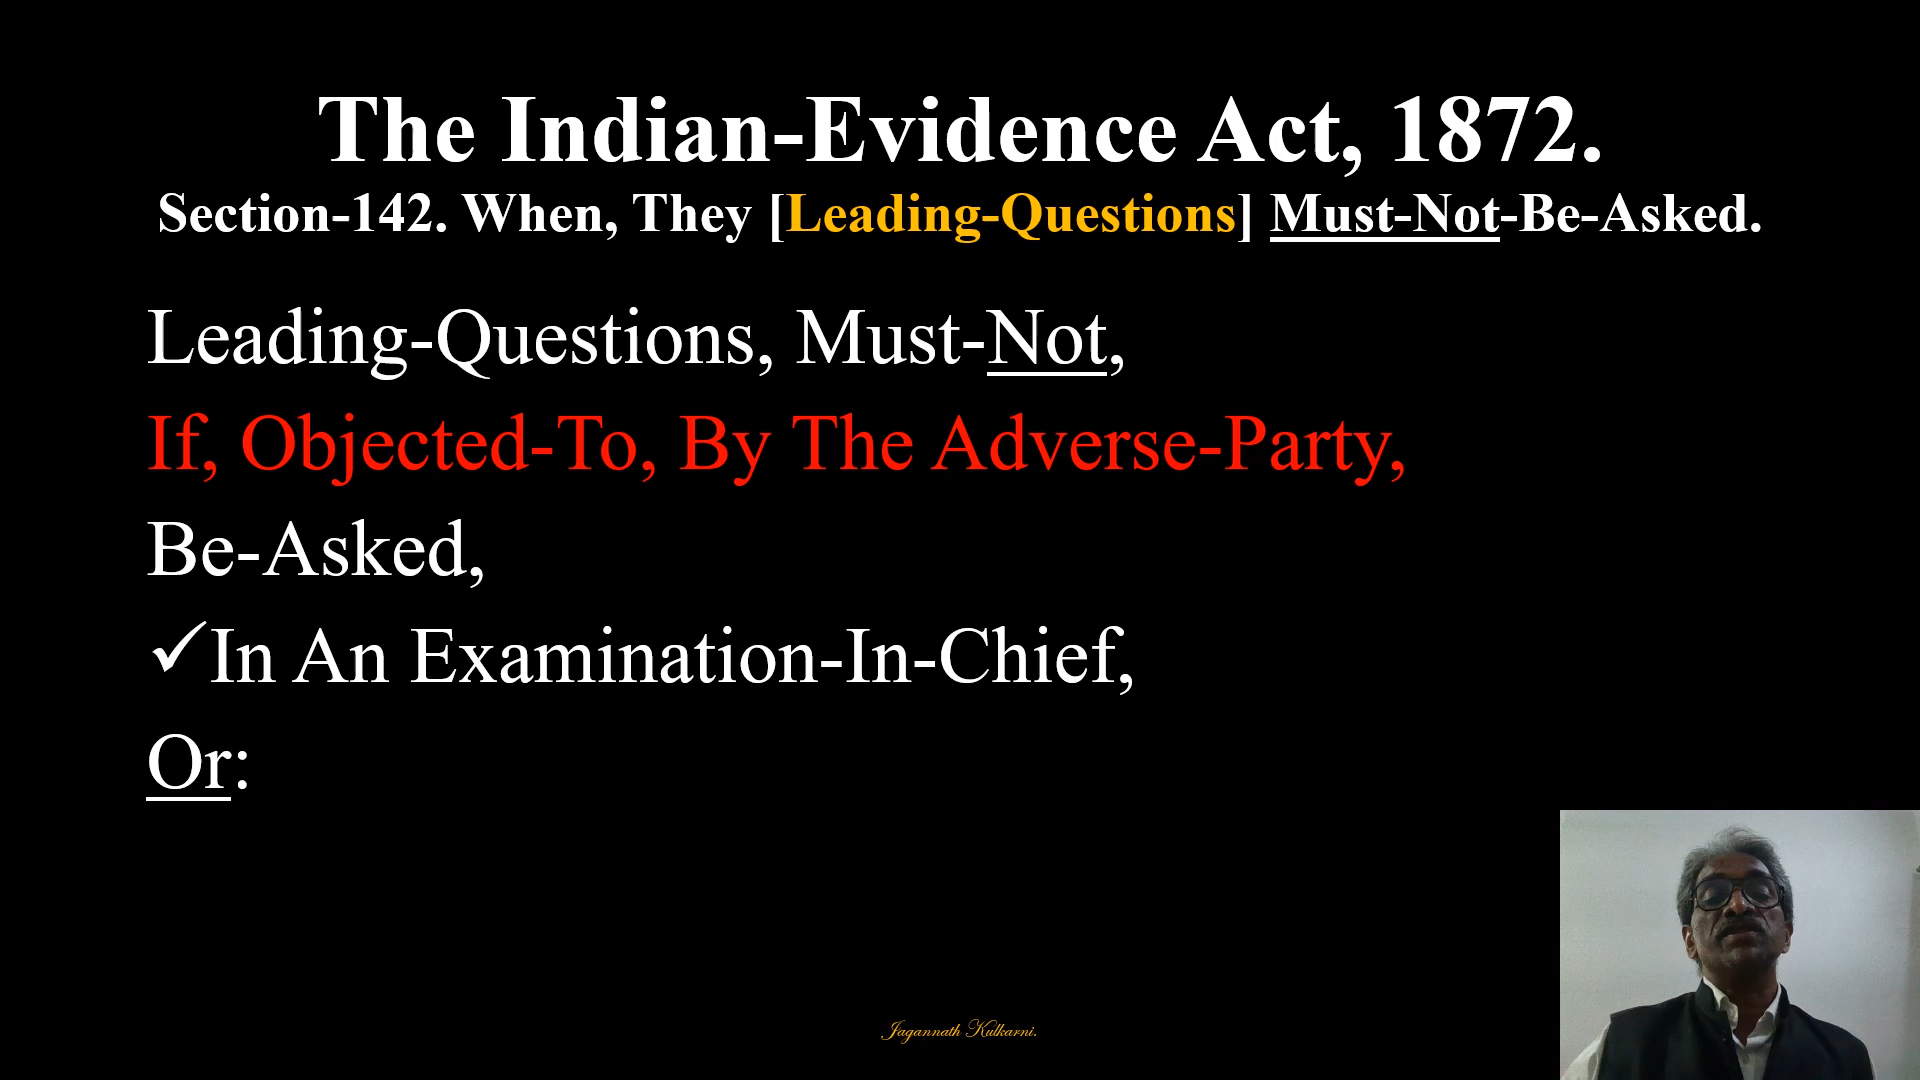 The Indian-Evidence Act, 1872.
Section-142. When, They [Leading-Questions] Must-Not-Be-Asked.
Leading-Questions, Must-Not,
If, Objected-To, By The Adverse-Party,
Be-Asked,
✓In An Examination-In-Chief,
Or:
Jagannath Kulkarni.